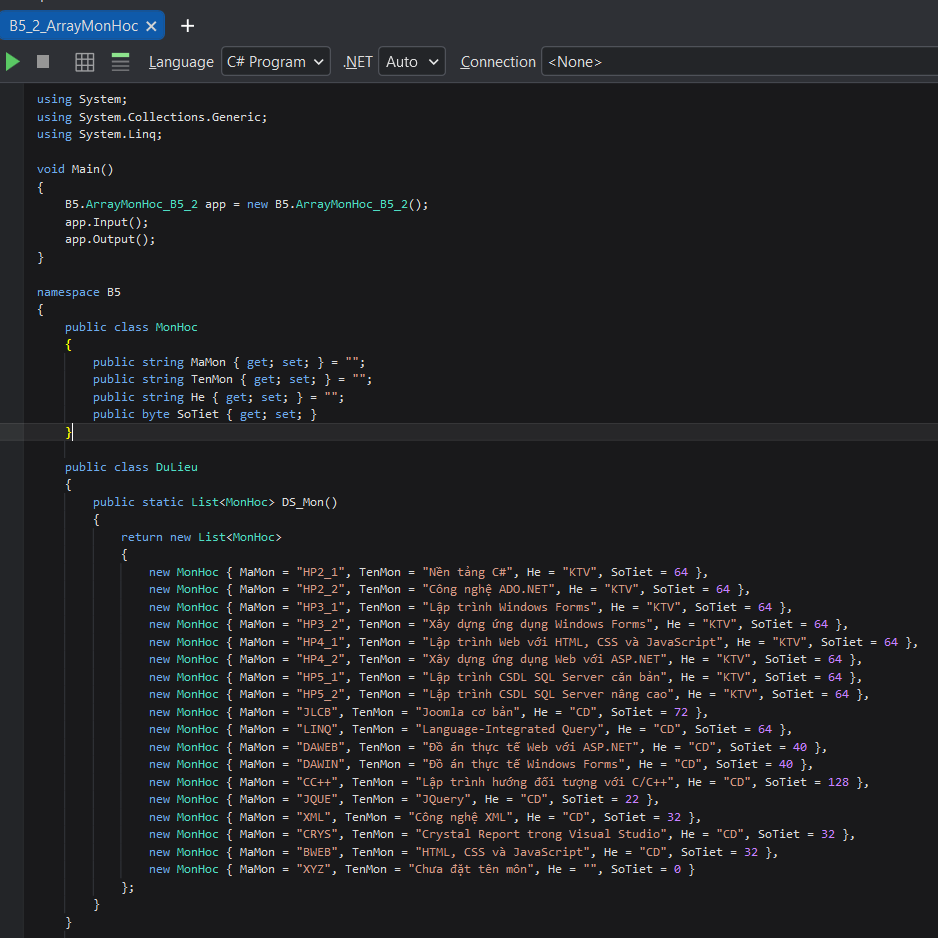 B5_2_ArrayMonHoc × +
Language C# Program .NET Auto Connection <None>
using System;
using System.Collections.Generic;
using System.Linq;
void Main()
{
    B5.ArrayMonHoc_B5_2 app = new B5.ArrayMonHoc_B5_2();
    app.Input();
    app.Output();
}
namespace B5
{
    public class MonHoc
    {
        public string MaMon { get; set; } = "";
        public string TenMon { get; set; } = "";
        public string He { get; set; } = "";
        public byte SoTiet { get; set; }
    }
    public class DuLieu
    {
        public static List<MonHoc> DS_Mon()
        {
            return new List<MonHoc>
            {
                new MonHoc { MaMon = "HP2_1", TenMon = "Nền tảng C#", He = "KTV", SoTiet = 64 },
                new MonHoc { MaMon = "HP2_2", TenMon = "Công nghệ ADO.NET", He = "KTV", SoTiet = 64 },
                new MonHoc { MaMon = "HP3_1", TenMon = "Lập trình Windows Forms", He = "KTV", SoTiet = 64 },
                new MonHoc { MaMon = "HP3_2", TenMon = "Xây dựng ứng dụng Windows Forms", He = "KTV", SoTiet = 64 },
                new MonHoc { MaMon = "HP4_1", TenMon = "Lập trình Web với HTML, CSS và JavaScript", He = "KTV", SoTiet = 64 },
                new MonHoc { MaMon = "HP4_2", TenMon = "Xây dựng ứng dụng Web với ASP.NET", He = "KTV", SoTiet = 64 },
                new MonHoc { MaMon = "HP5_1", TenMon = "Lập trình CSDL SQL Server căn bản", He = "KTV", SoTiet = 64 },
                new MonHoc { MaMon = "HP5_2", TenMon = "Lập trình CSDL SQL Server nâng cao", He = "KTV", SoTiet = 64 },
                new MonHoc { MaMon = "JLCB", TenMon = "Joomla cơ bản", He = "CD", SoTiet = 72 },
                new MonHoc { MaMon = "LINQ", TenMon = "Language-Integrated Query", He = "CD", SoTiet = 64 },
                new MonHoc { MaMon = "DAWEB", TenMon = "Đồ án thực tế Web với ASP.NET", He = "CD", SoTiet = 40 },
                new MonHoc { MaMon = "DAWIN", TenMon = "Đồ án thực tế Windows Forms", He = "CD", SoTiet = 40 },
                new MonHoc { MaMon = "CC++", TenMon = "Lập trình hướng đối tượng với C/C++", He = "CD", SoTiet = 128 },
                new MonHoc { MaMon = "JQUE", TenMon = "JQuery", He = "CD", SoTiet = 22 },
                new MonHoc { MaMon = "XML", TenMon = "Công nghệ XML", He = "CD", SoTiet = 32 },
                new MonHoc { MaMon = "CRYS", TenMon = "Crystal Report trong Visual Studio", He = "CD", SoTiet = 32 },
                new MonHoc { MaMon = "BWEB", TenMon = "HTML, CSS và JavaScript", He = "CD", SoTiet = 32 },
                new MonHoc { MaMon = "XYZ", TenMon = "Chưa đặt tên môn", He = "", SoTiet = 0 }
            };
        }
    }